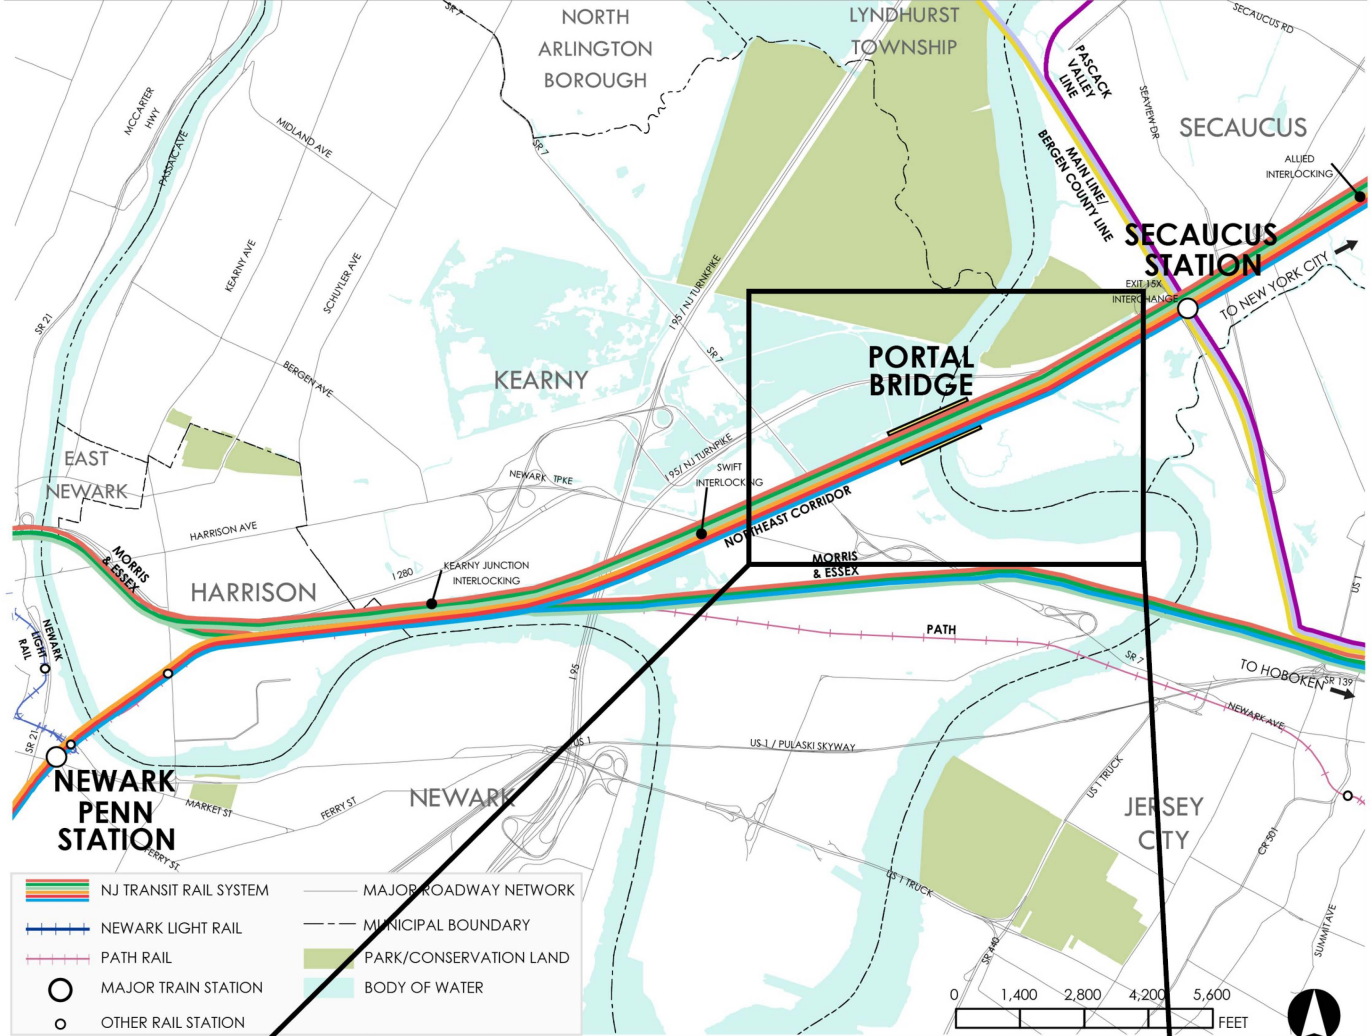 SR 7
NORTH
ARLINGTON
BOROUGH
LYNDHURST
TOWNSHIP
SECAUCUS RD
PASCACK
VALLEY
LINE
SEAVIEW DR
SECAUCUS
MCCARTER
HWY
PASSAIC AVE
MIDLAND AVE
SR 7
MAIN LINE/
BERGEN COUNTY LINE
ALLIED
INTERLOCKING
SECAUCUS
STATION
EXIT 15X
INTERCHANGE
TO NEW YORK CITY
KEARNY AVE
SCHUYLER AVE
I 95 / NJ TURNKPIKE
SR 21
SR 7
PORTAL
BRIDGE
BERGEN AVE
KEARNY
EAST
NEWARK
I 95/ NJ TURNPIKE
SWIFT
INTERLOCKING
NEWARK TPKE
NORTHEAST CORRIDOR
HARRISON AVE
MORRIS
& ESSEX
HARRISON
I 280
KEARNY JUNCTION
INTERLOCKING
MORRIS
& ESSEX
US 1
NEWARK
LIGHT
RAIL
PATH
SR 7
TO HOBOKEN
SR 139
I 95
NEWARK AVE
SR 21
US 1
US 1 / PULASKI SKYWAY
NEWARK
PENN
STATION
MARKET ST
FERRY ST
NEWARK
US 1 TRUCK
JERSEY
CITY
CR 501
FERRY ST
US 1 TRUCK
SR 440
SUMMIT AVE
NJ TRANSIT RAIL SYSTEM
MAJOR ROADWAY NETWORK
NEWARK LIGHT RAIL
MUNICIPAL BOUNDARY
PATH RAIL
PARK/CONSERVATION LAND
MAJOR TRAIN STATION
BODY OF WATER
OTHER RAIL STATION
0 1,400 2,800 4,200 5,600
FEET